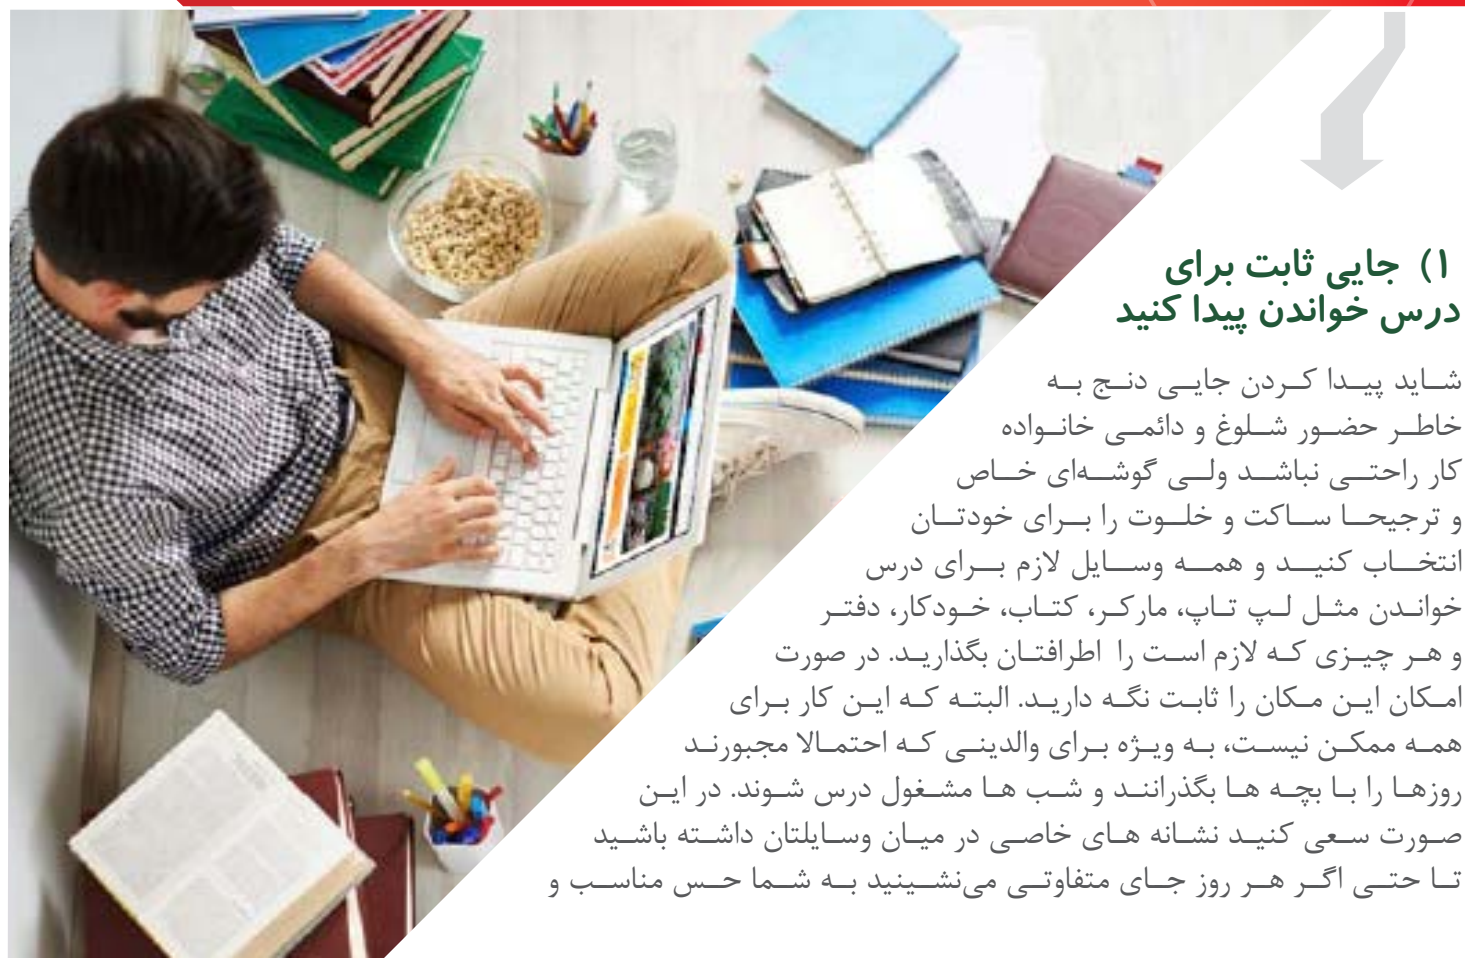 ۱) جایی ثابت برای
درس خواندن پیدا کنید
شاید پیدا کردن جایی دنج به
خاطر حضور شلوغ و دائمی خانواده
کار راحتی نباشد ولی گوشه‌ای خاص
و ترجیحا ساکت و خلوت را برای خودتان
انتخاب کنید و همه وسایل لازم برای درس
خواندن مثل لپ تاپ، مارکر، کتاب، خودکار، دفتر
و هر چیزی که لازم است را اطرافتان بگذارید. در صورت
امکان این مکان را ثابت نگه دارید. البته که این کار برای
همه ممکن نیست، به ویژه برای والدینی که احتمالا مجبورند
روزها را با بچه ها بگذرانند و شب ها مشغول درس شوند. در این
صورت سعی کنید نشانه های خاصی در میان وسایلتان داشته باشید
تا حتی اگر هر روز جای متفاوتی می‌نشینید به شما حس مناسب و